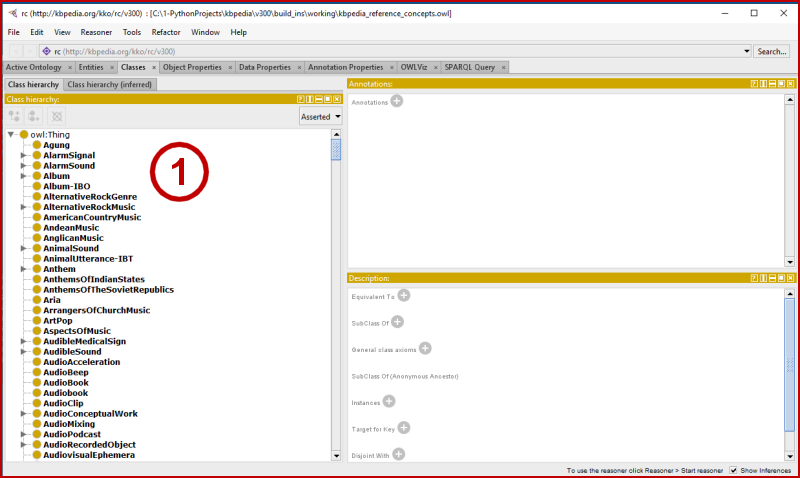 rc (http://kbpedia.org/kko/rc/v300) : [C:\1-PythonProjects\kbpedia\v300\build_ins\working\kbpedia_reference_concepts.owl]
File Edit View Reasoner Tools Refactor Window Help
rc (http://kbpedia.org/kko/rc/v300)
Search...
Active Ontology × Entities × Classes × Object Properties × Data Properties × Annotation Properties × OWLViz × SPARQL Query ×
Class hierarchy Class hierarchy (inferred)
Class hierarchy:
Asserted
owl:Thing
Agung
AlarmSignal
AlarmSound
Album
Album-IBO
AlternativeRockGenre
AlternativeRockMusic
AmericanCountryMusic
AndeanMusic
AnglicanMusic
AnimalSound
AnimalUtterance-IBT
Anthem
AnthemsOfIndianStates
AnthemsOfTheSovietRepublics
Aria
ArrangersOfChurchMusic
ArtPop
AspectsOfMusic
AudibleMedicalSign
AudibleSound
AudioAcceleration
AudioBeep
AudioBook
Audiobook
AudioClip
AudioConceptualWork
AudioMixing
AudioPodcast
AudioRecordedObject
AudiovisualEphemera
1
Annotations:
Annotations
Description:
Equivalent To
SubClass Of
General class axioms
SubClass Of (Anonymous Ancestor)
Instances
Target for Key
Disjoint With
To use the reasoner click Reasoner > Start reasoner Show Inferences